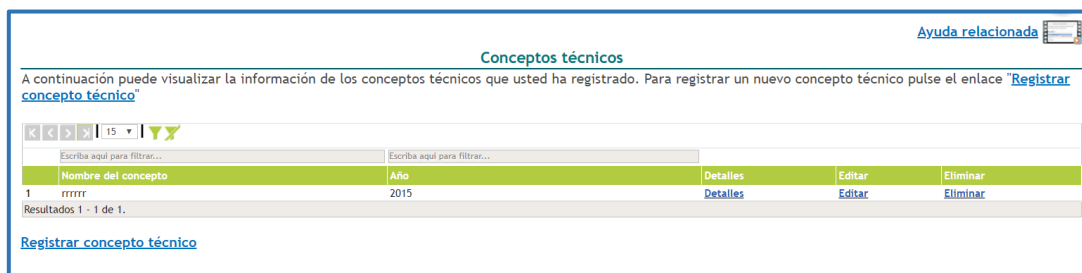 Ayuda relacionada
Conceptos técnicos
A continuación puede visualizar la información de los conceptos técnicos que usted ha registrado. Para registrar un nuevo concepto técnico pulse el enlace "Registrar
concepto técnico"
15
Escriba aquí para filtrar... Escriba aquí para filtrar...
Nombre del concepto Año Detalles Editar Eliminar
1 rrrrrr 2015 Detalles Editar Eliminar
Resultados 1 - 1 de 1.
Registrar concepto técnico